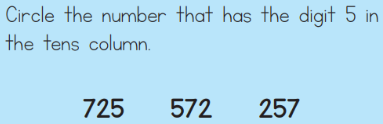 Circle the number that has the digit 5 in
the tens column.
725 572 257